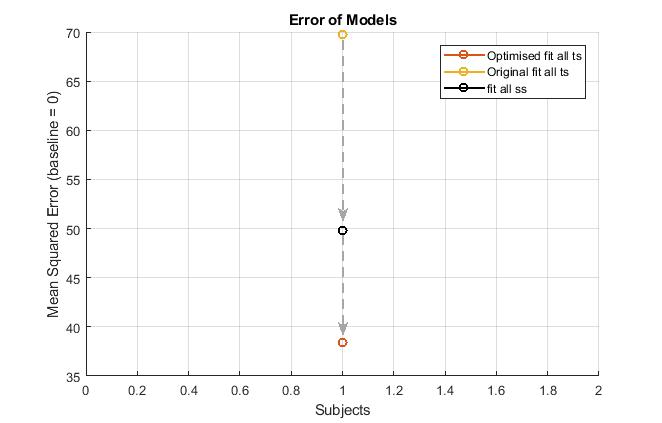 Error of Models
Mean Squared Error (baseline = 0)
70
65
60
55
50
45
40
35
Optimised fit all ts
Original fit all ts
fit all ss
0 0.2 0.4 0.6 0.8 1 1.2 1.4 1.6 1.8 2
Subjects